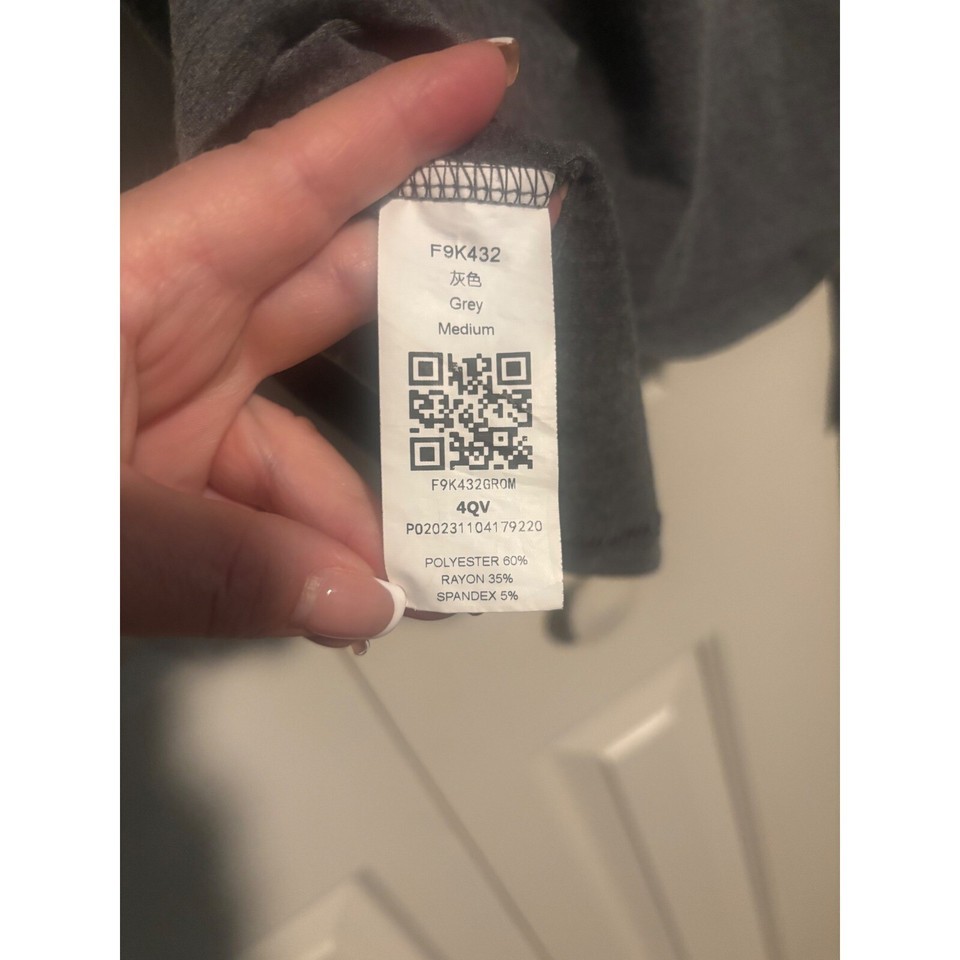 F9K432
灰色
Grey
Medium
F9K432GR0M
4QV
P020231104179220
POLYESTER 60%
RAYON 35%
SPANDEX 5%